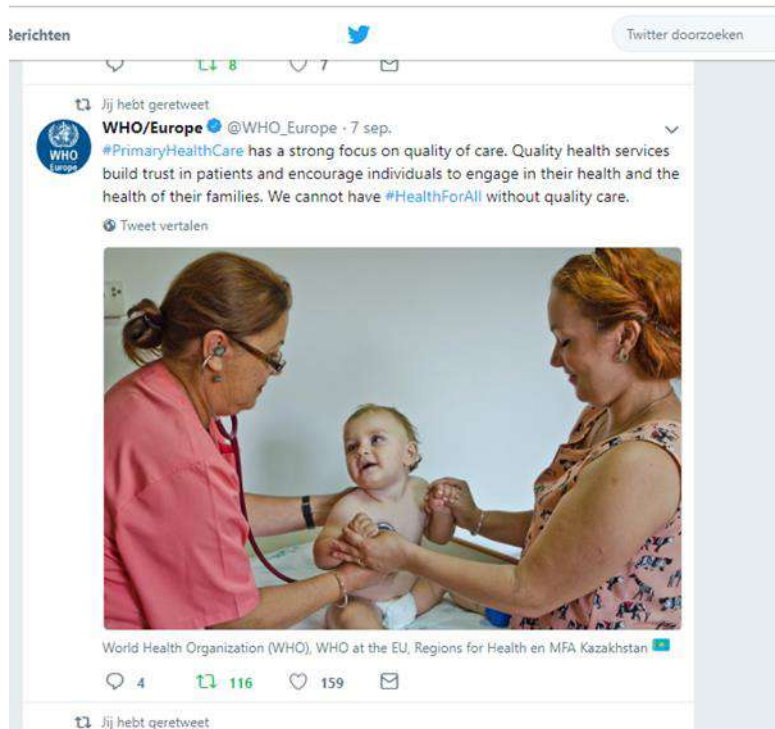 Berichten
Twitter doorzoeken
8
7
Jij hebt geretweet
WHO/Europe @WHO_Europe · 7 sep.
#PrimaryHealthCare has a strong focus on quality of care. Quality health services
build trust in patients and encourage individuals to engage in their health and the
health of their families. We cannot have #HealthForAll without quality care.
WHO
Europe
Tweet vertalen
World Health Organization (WHO), WHO at the EU, Regions for Health en MFA Kazakhstan
4
116
159
Jij hebt geretweet